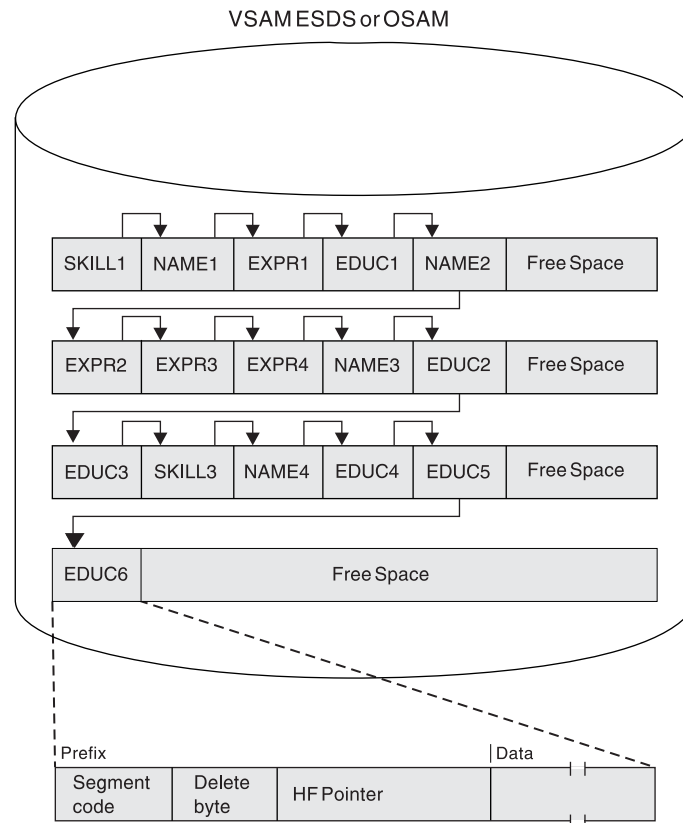 VSAM ESDS or OSAM
SKILL1 NAME1 EXPR1 EDUC1 NAME2 Free Space
EXPR2 EXPR3 EXPR4 NAME3 EDUC2 Free Space
EDUC3 SKILL3 NAME4 EDUC4 EDUC5 Free Space
EDUC6 Free Space
Prefix Data
Segment code Delete byte HF Pointer